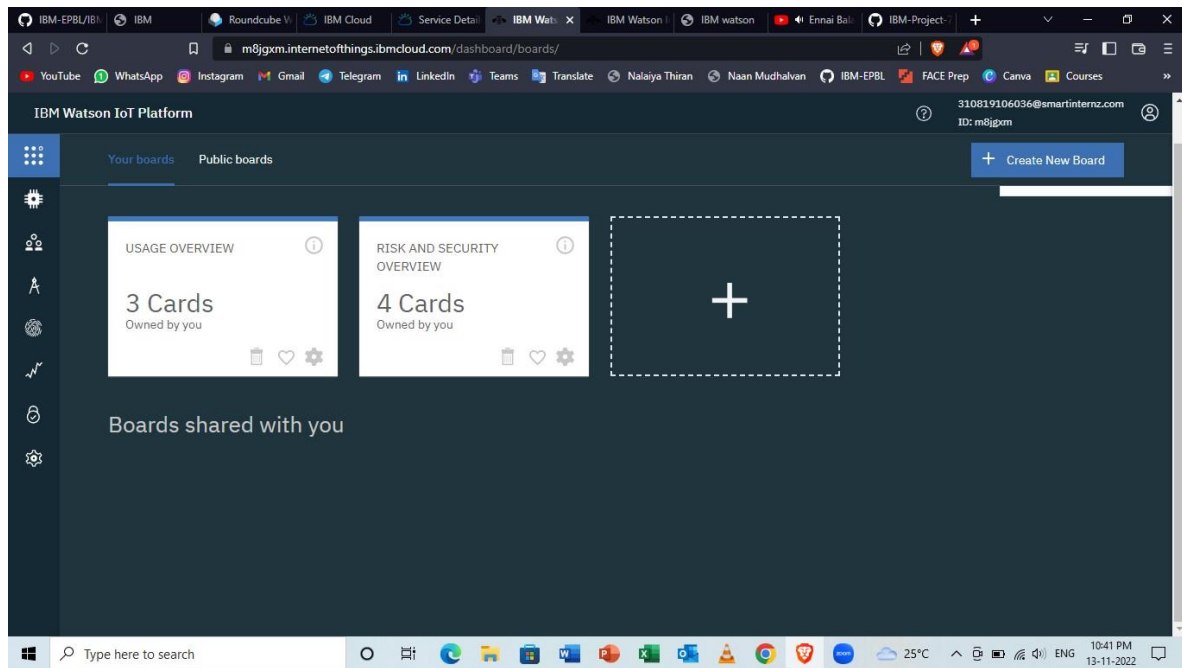 IBM-EPBL/IBM IBM Roundcube W IBM Cloud Service Detail IBM Wats IBM Watson I IBM watson Ennai Bala IBM-Project-7
m8jgxm.internetofthings.ibmcloud.com/dashboard/boards/
YouTube WhatsApp Instagram Gmail Telegram LinkedIn Teams Translate Nalaiya Thiran Naan Mudhalvan IBM-EPBL FACE Prep Canva Courses »
IBM Watson IoT Platform
310819106036@smartinternz.com
ID: m8jgxm
Your boards Public boards
+ Create New Board
USAGE OVERVIEW
3 Cards
Owned by you
RISK AND SECURITY
OVERVIEW
4 Cards
Owned by you
Boards shared with you
Type here to search
25°C
ENG
10:41 PM
13-11-2022